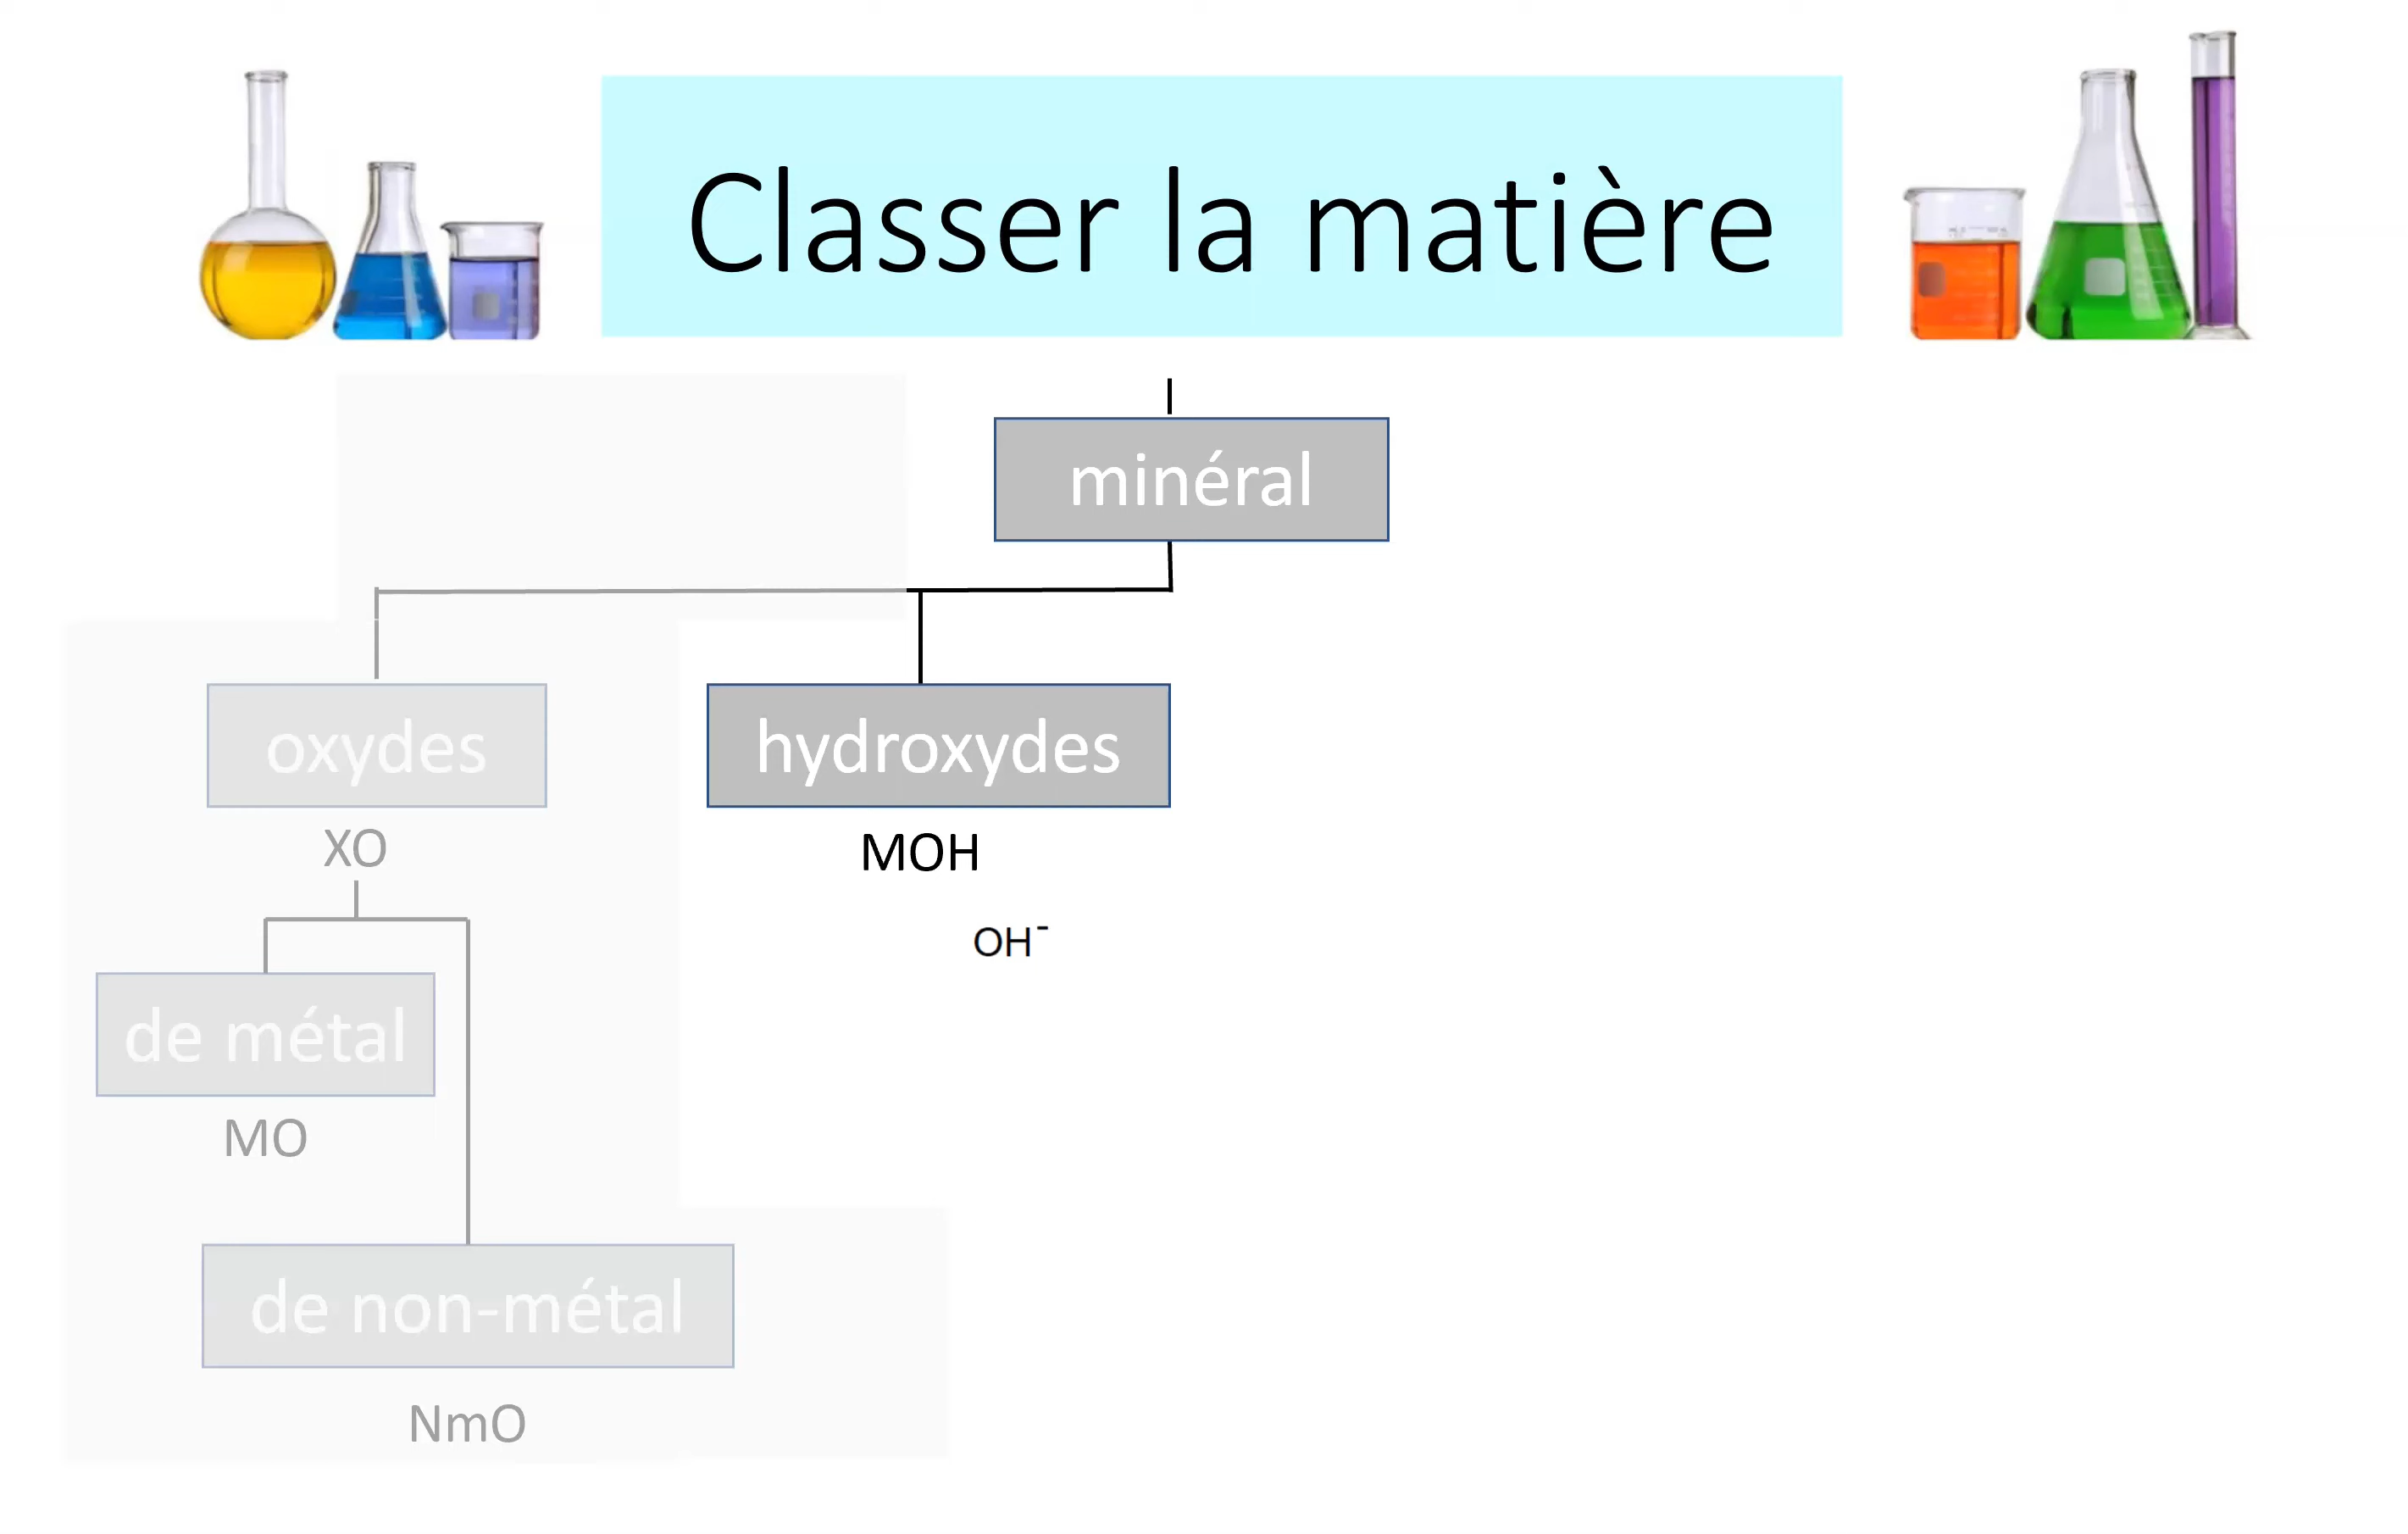 Classer la matière
minéral
oxydes
hydroxydes
XO
MOH
OH⁻
de métal
MO
de non-métal
NmO